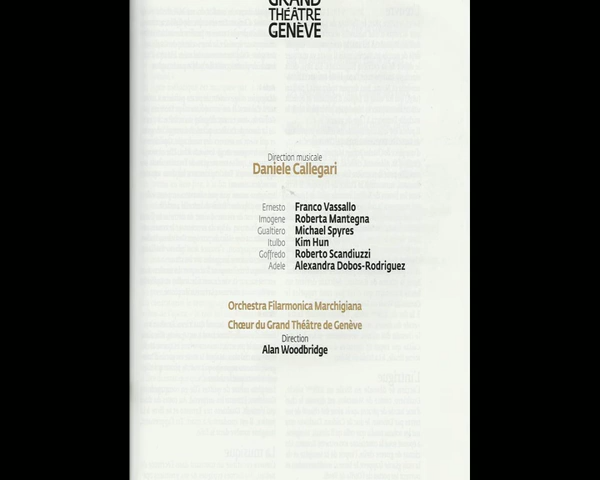 GRAND
THÉÂTRE
GENÈVE
Direction musicale
Daniele Callegari
Ernesto Franco Vassallo
Imogene Roberta Mantegna
Gualtiero Michael Spyres
Itulbo Kim Hun
Goffredo Roberto Scandiuzzi
Adele Alexandra Dobos-Rodriguez
Orchestra Filarmonica Marchigiana
Chœur du Grand Théâtre de Genève
Direction
Alan Woodbridge